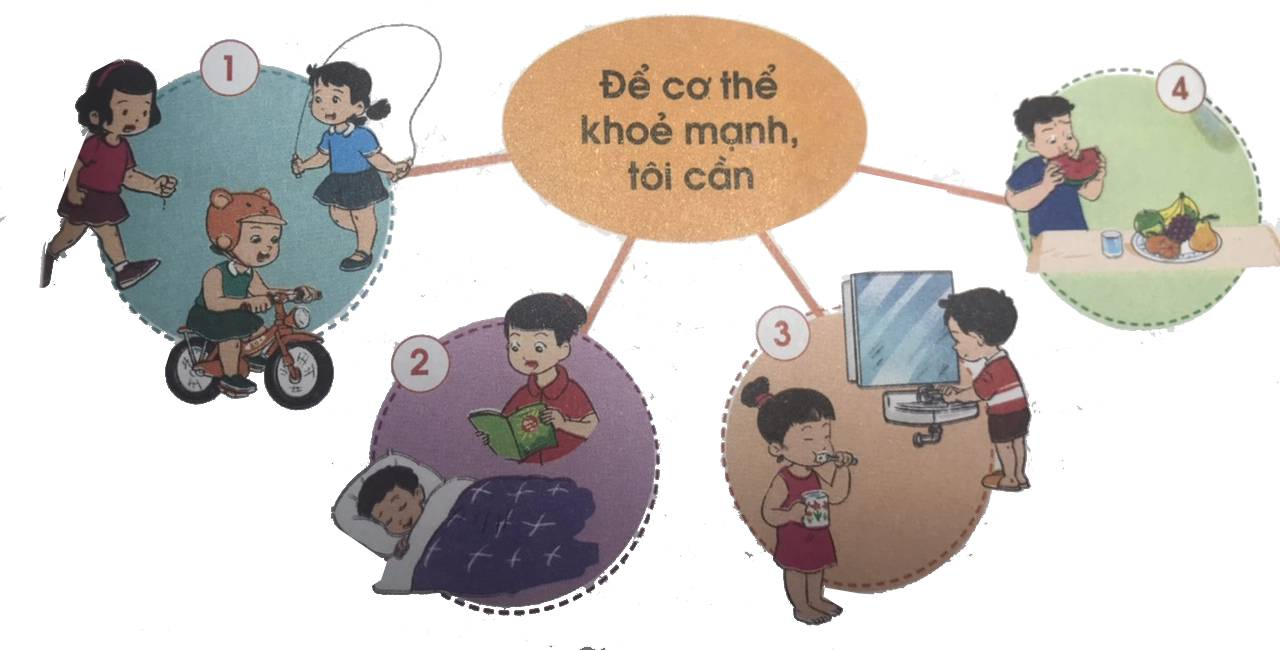 1
Để cơ thể
khoẻ mạnh,
tôi cần
4
2
3